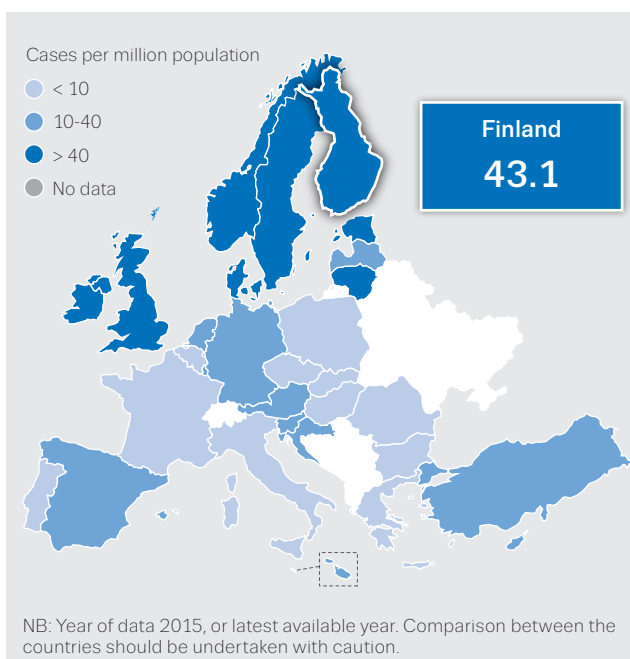 Cases per million population
< 10
10-40
> 40
No data
Finland
43.1
NB: Year of data 2015, or latest available year. Comparison between the
countries should be undertaken with caution.